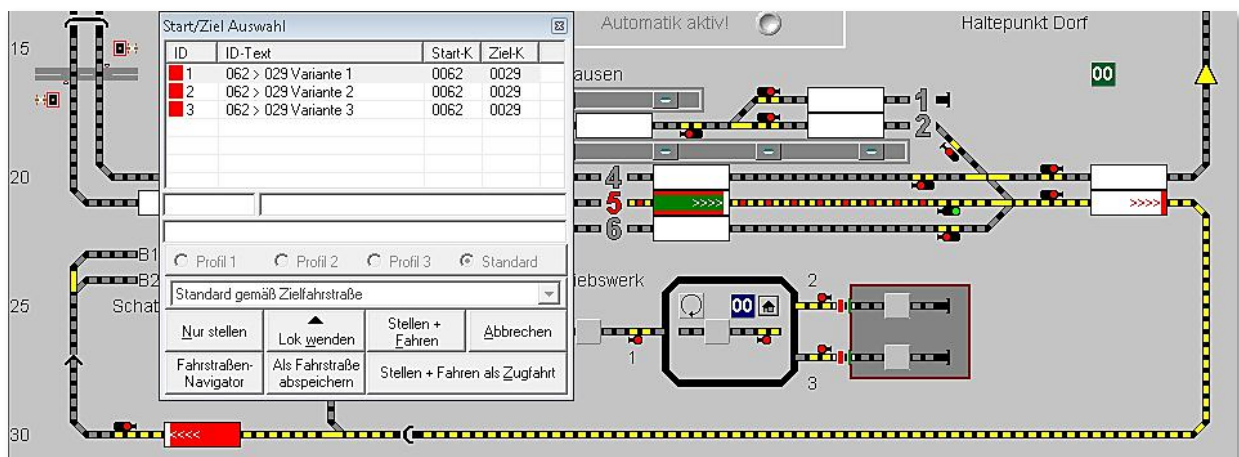 Start/Ziel Auswahl
ID ID-Text Start-K Ziel-K
1 062 > 029 Variante 1 0062 0029
2 062 > 029 Variante 2 0062 0029
3 062 > 029 Variante 3 0062 0029
Profil 1 Profil 2 Profil 3 Standard
Standard gemäß Zielfahrstraße
Nur stellen
Lok wenden
Stellen +
Fahren
Abbrechen
Fahrstraßen-
Navigator
Als Fahrstraße
abspeichern
Stellen + Fahren als Zugfahrt
Automatik aktiv!
Haltepunkt Dorf
00
ausen
1
2
4
5 >>>>
6
>>>>
15
20
25
30
B1
B2
Schat
iebswerk
00
1
2
3
<<<<